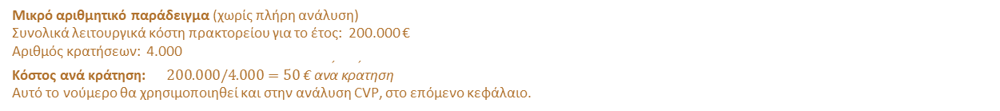 Μικρό αριθμητικό παράδειγμα (χωρίς πλήρη ανάλυση)
Συνολικά λειτουργικά κόστη πρακτορείου για το έτος: 200.000 €
Αριθμός κρατήσεων: 4.000
Κόστος ανά κράτηση: 200.000/4.000 = 50 € ανά κράτηση
Αυτό το νούμερο θα χρησιμοποιηθεί και στην ανάλυση CVP, στο επόμενο κεφάλαιο.